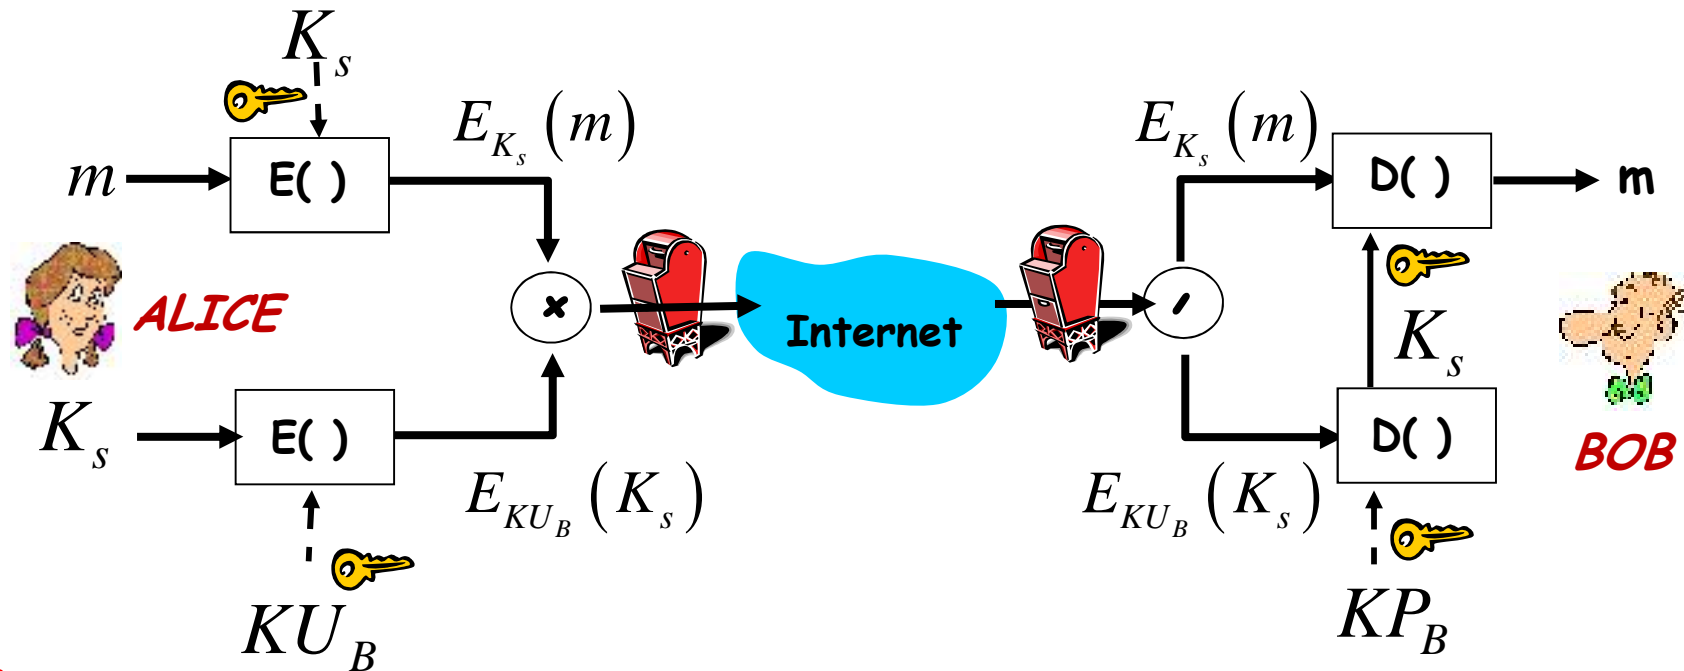 K_s
E_{K_s}(m)
E_{K_s}(m)
m
E( )
D( )
m
ALICE
×
Internet
/
K_s
K_s
E( )
D( )
BOB
E_{KU_B}(K_s)
E_{KU_B}(K_s)
KU_B
KP_B